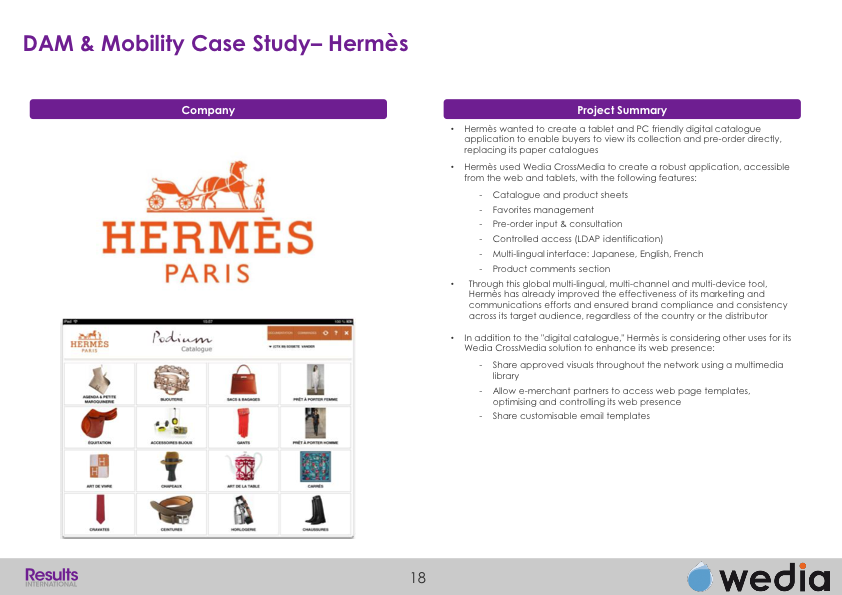 DAM & Mobility Case Study– Hermès
Company
HERMÈS
PARIS
iPad
15:27
100 %
HERMÈS
PARIS
Podium
Catalogue
AGENDA & PETITE
MAROQUINERIE
BIJOUTERIE
SACS & BAGAGES
PRÊT À PORTER FEMME
ÉQUITATION
ACCESSOIRES BIJOUX
GANTS
PRÊT À PORTER HOMME
ART DE VIVRE
CHAPEAUX
ART DE LA TABLE
CARRÉS
CRAVATES
CEINTURES
HORLOGERIE
CHAUSSURES
Project Summary
• Hermès wanted to create a tablet and PC friendly digital catalogue
application to enable buyers to view its collection and pre-order directly,
replacing its paper catalogues
• Hermès used Wedia CrossMedia to create a robust application, accessible
from the web and tablets, with the following features:
- Catalogue and product sheets
- Favorites management
- Pre-order input & consultation
- Controlled access (LDAP identification)
- Multi-lingual interface: Japanese, English, French
- Product comments section
• Through this global multi-lingual, multi-channel and multi-device tool,
Hermès has already improved the effectiveness of its marketing and
communications efforts and ensured brand compliance and consistency
across its target audience, regardless of the country or the distributor
• In addition to the "digital catalogue," Hermès is considering other uses for its
Wedia CrossMedia solution to enhance its web presence:
- Share approved visuals throughout the network using a multimedia
library
- Allow e-merchant partners to access web page templates,
optimising and controlling its web presence
- Share customisable email templates
Results
INTERNATIONAL
18
wedia